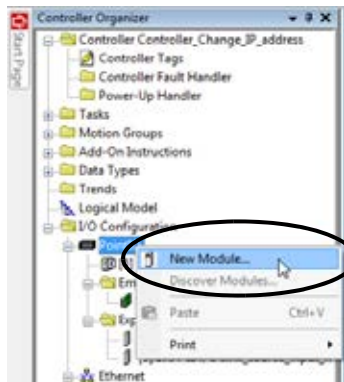 Controller Organizer
Start Page
Controller Controller_Change_IP_address
Controller Tags
Controller Fault Handler
Power-Up Handler
Tasks
Motion Groups
Add-On Instructions
Data Types
Trends
Logical Model
I/O Configuration
New Module...
Discover Modules...
Paste Ctrl+V
Print
Ethernet